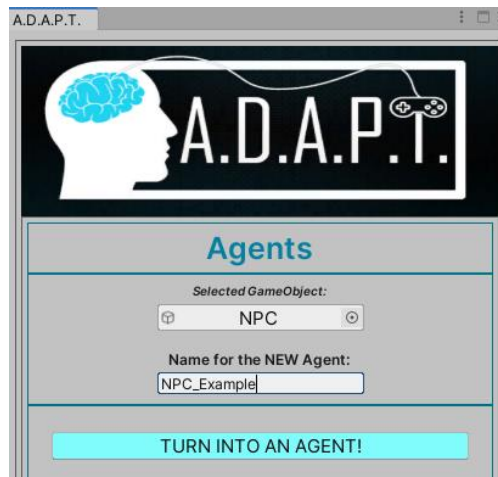 A.D.A.P.T.
A.D.A.P.T.
Agents
Selected GameObject:
NPC
Name for the NEW Agent:
NPC_Example
TURN INTO AN AGENT!